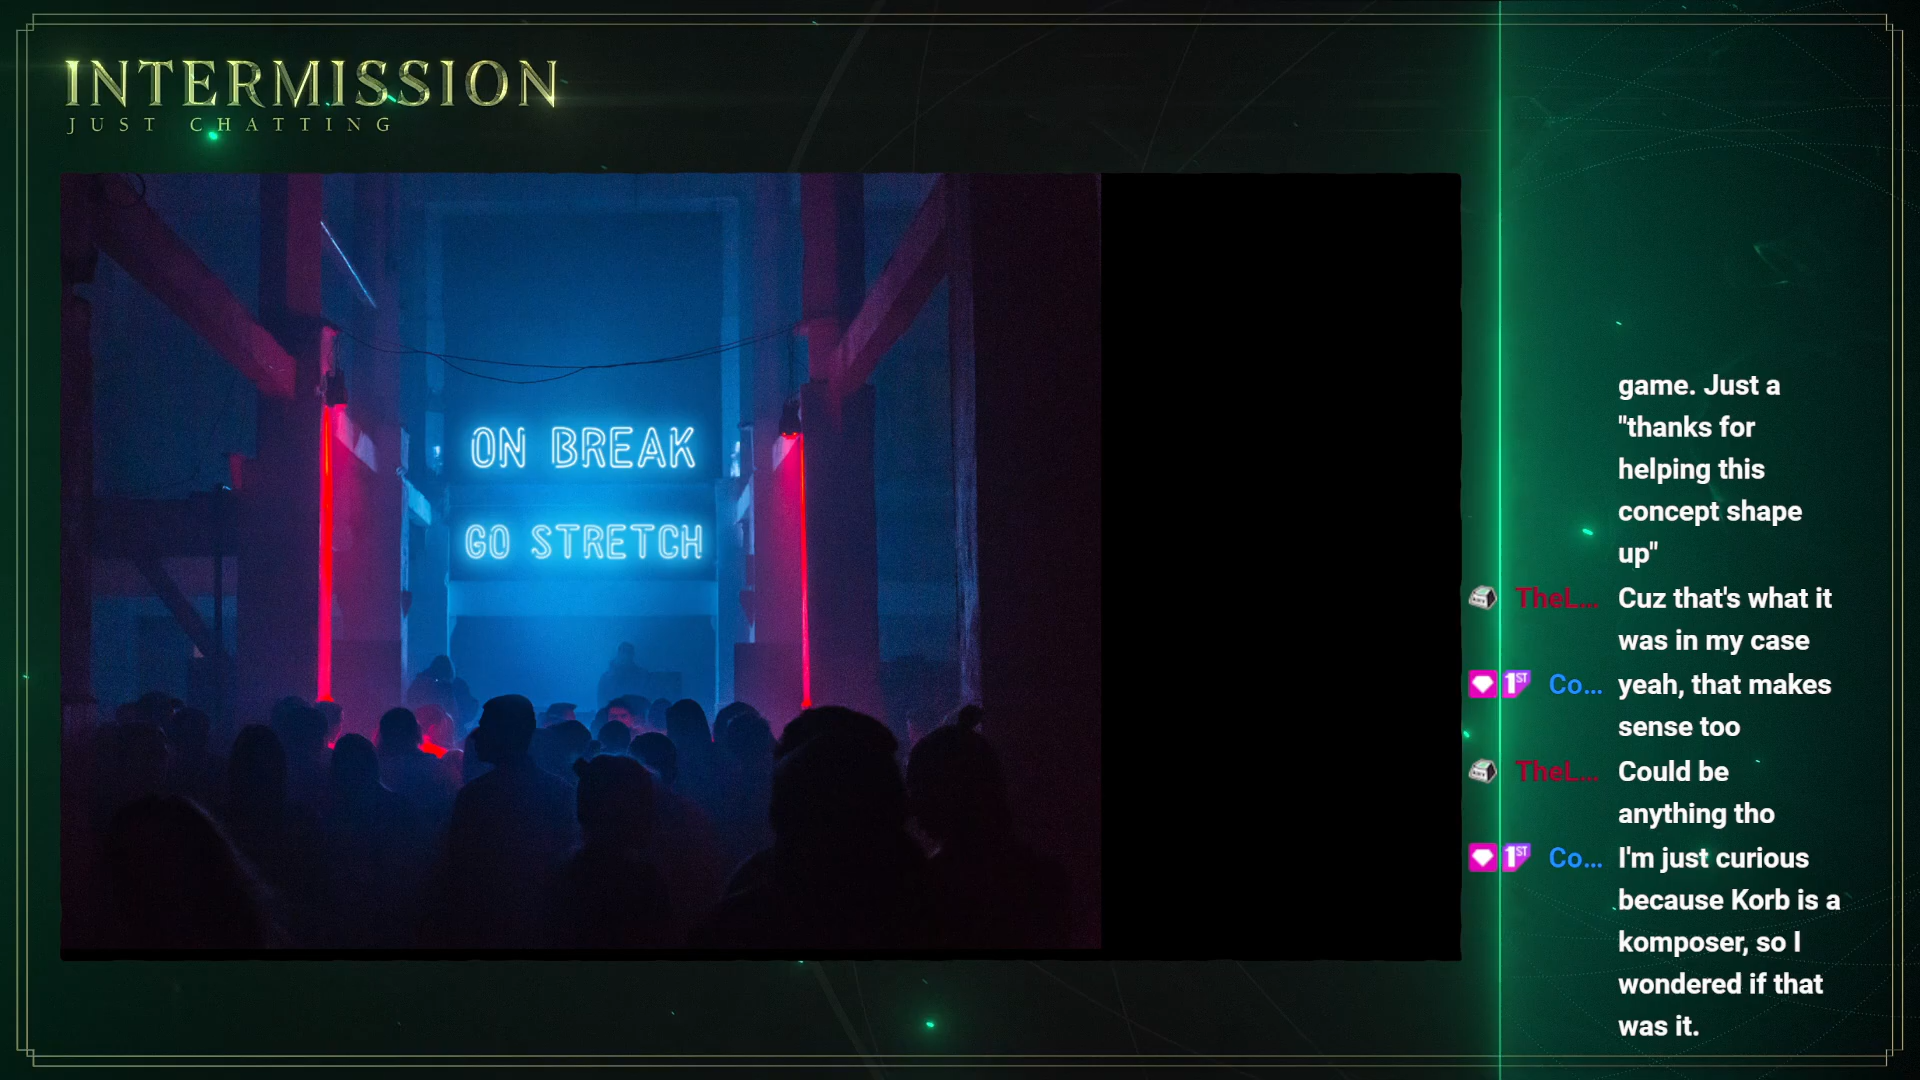 INTERMISSION
JUST CHATTING
ON BREAK
GO STRETCH
game. Just a
"thanks for
helping this
concept shape
up"
TheL... Cuz that's what it
was in my case
1ST Co... yeah, that makes
sense too
TheL... Could be
anything tho
1ST Co... I'm just curious
because Korb is a
komposer, so I
wondered if that
was it.